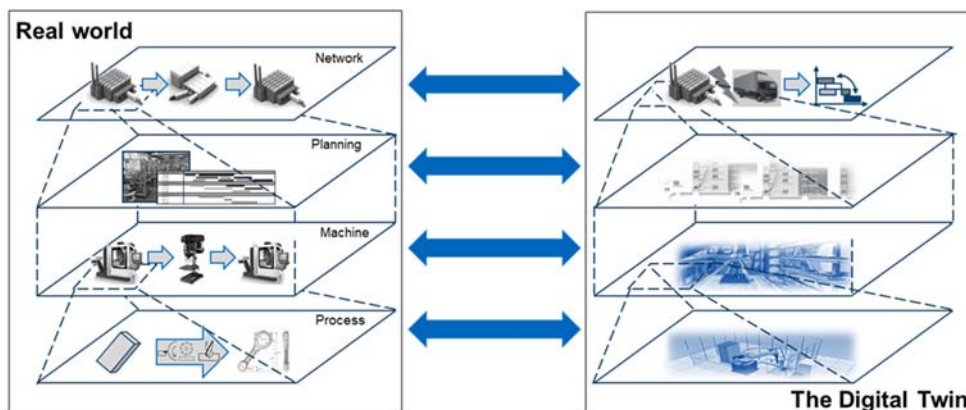 Real world
Network
Planning
Machine
Process
The Digital Twin